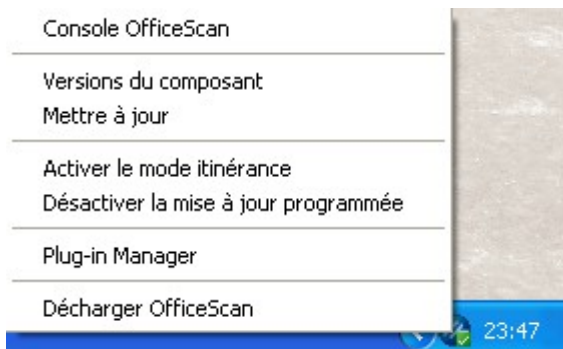 Console OfficeScan
Versions du composant
Mettre à jour
Activer le mode itinérance
Désactiver la mise à jour programmée
Plug-in Manager
Décharger OfficeScan
23:47